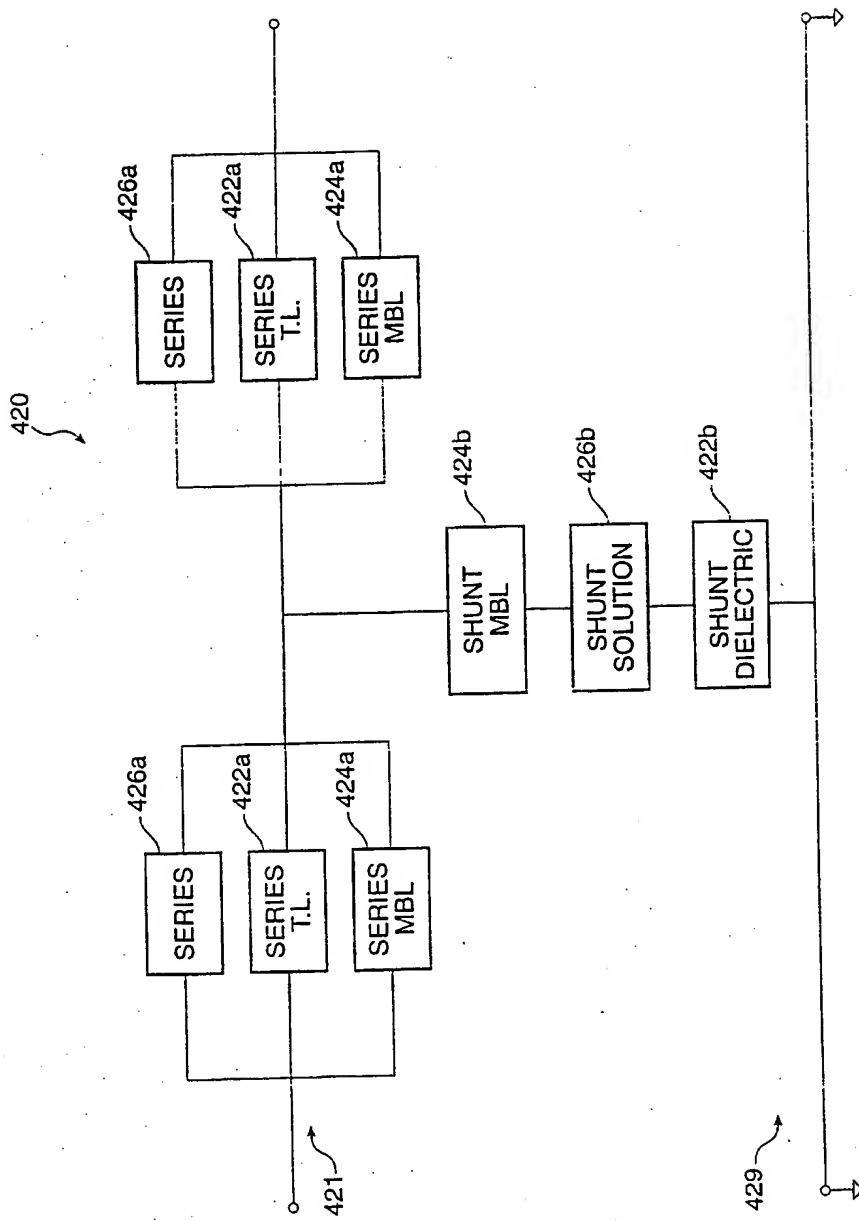 420
426a
SERIES
422a
SERIES
T.L.
424a
SERIES
MBL
426a
SERIES
422a
SERIES
T.L.
424a
SERIES
MBL
421
424b
SHUNT
MBL
426b
SHUNT
SOLUTION
422b
SHUNT
DIELECTRIC
429